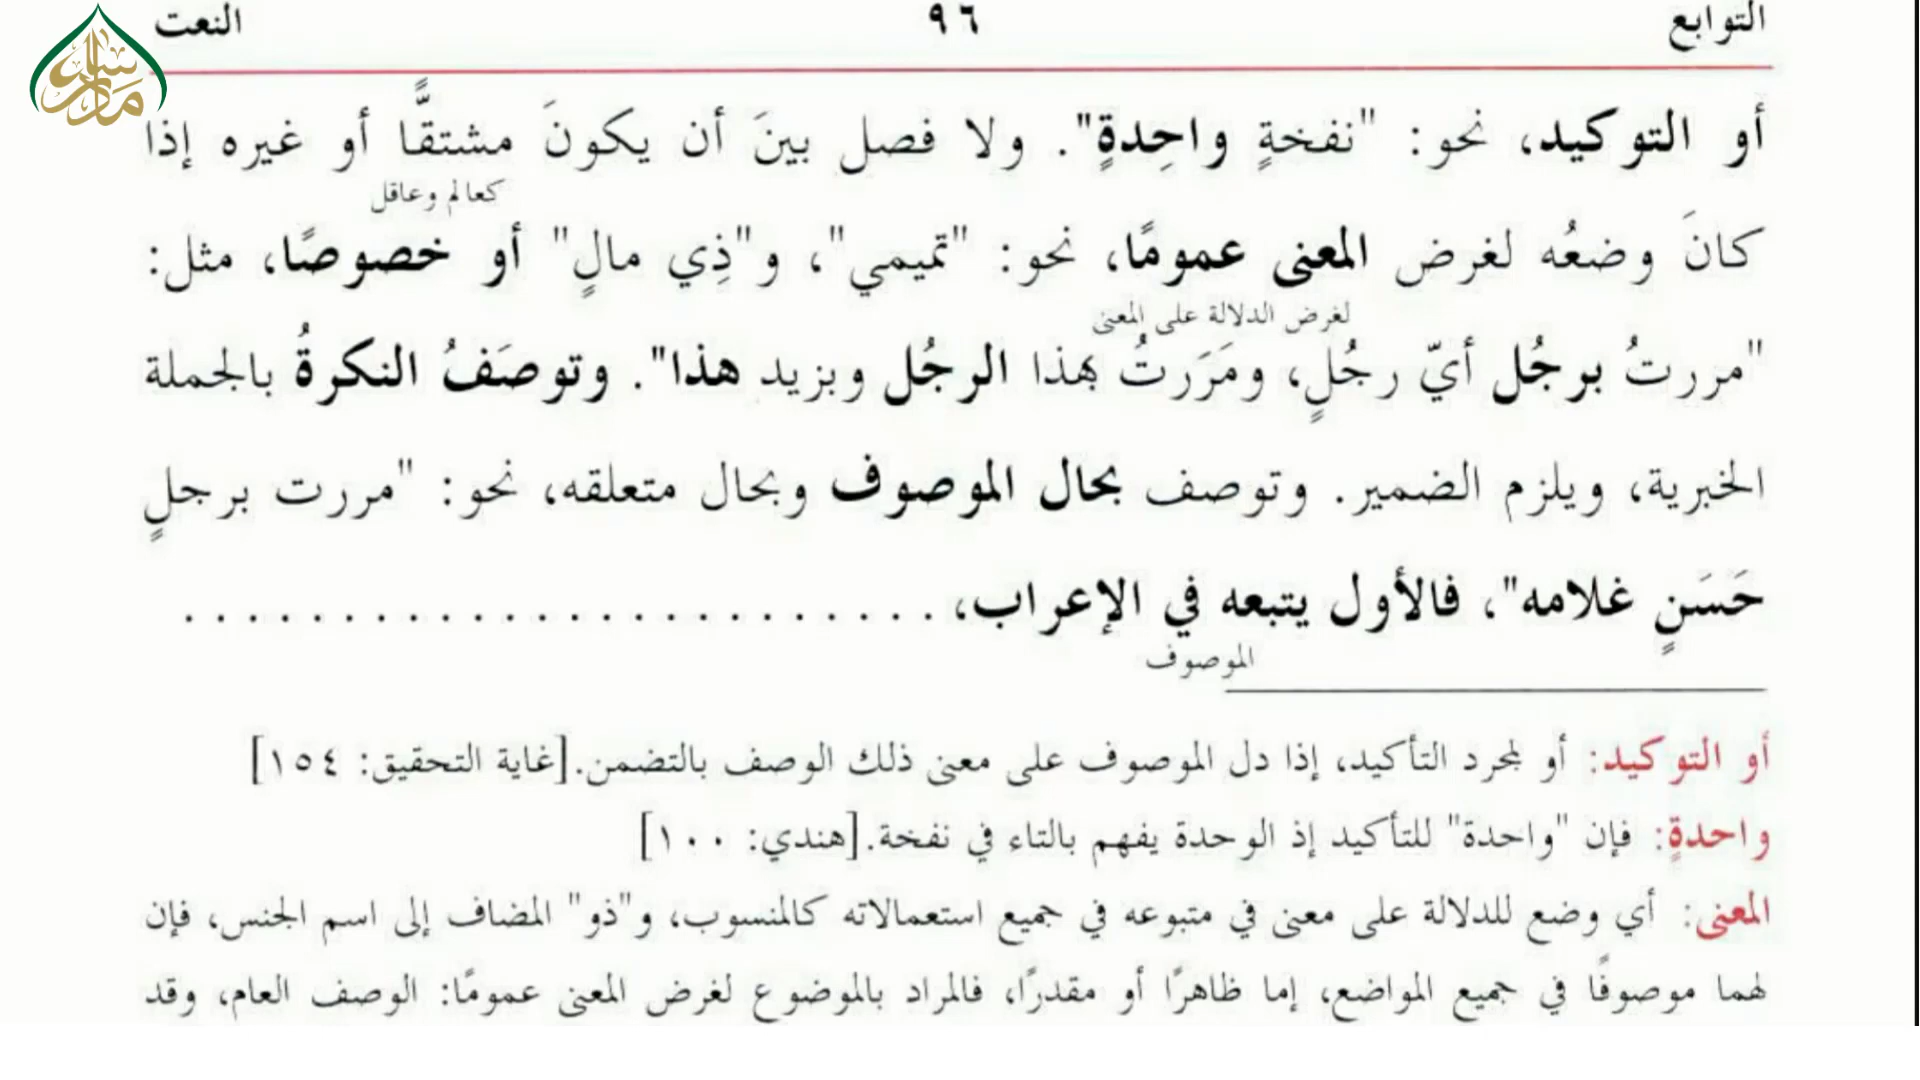 التوابع ٩٦ النعت
أو التوكيد، نحو: "نفخةٍ واحِدةٍ". ولا فصل بينَ أن يكونَ مشتقًّا أو غيره إذا
كعالم وعاقل
كانَ وضعُه لغرض المعنى عمومًا، نحو: "تميمي"، و"ذِي مالٍ" أو خصوصًا، مثل:
لغرض الدلالة على المعنى
"مررتُ برجُل أيّ رجُلٍ، ومَرَرتُ بهذا الرجُل وبزيد هذا". وتوصَفُ النكرةُ بالجملة
الخبرية، ويلزم الضمير. وتوصف بحال الموصوف وبحال متعلقه، نحو: "مررت برجلٍ
حَسَنٍ غلامه"، فالأول يتبعه في الإعراب، . . . . . . . . . . . . . . . . . . . . . . . .
الموصوف
أو التوكيد: أو لمجرد التأكيد، إذا دل الموصوف على معنى ذلك الوصف بالتضمن.[غاية التحقيق: ١٥٤]
واحدةٍ: فإن "واحدة" للتأكيد إذ الوحدة يفهم بالتاء في نفخة.[هندي: ١٠٠]
المعنى: أي وضع للدلالة على معنى في متبوعه في جميع استعمالاته كالمنسوب، و"ذو" المضاف إلى اسم الجنس، فإن
لهما موصوفًا في جميع المواضع، إما ظاهرًا أو مقدرًا، فالمراد بالموضوع لغرض المعنى عمومًا: الوصف العام، وقد